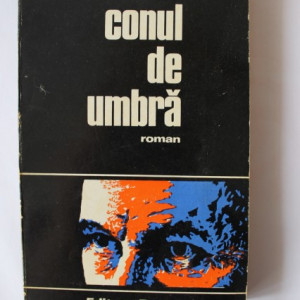 conul
de
umbră
roman